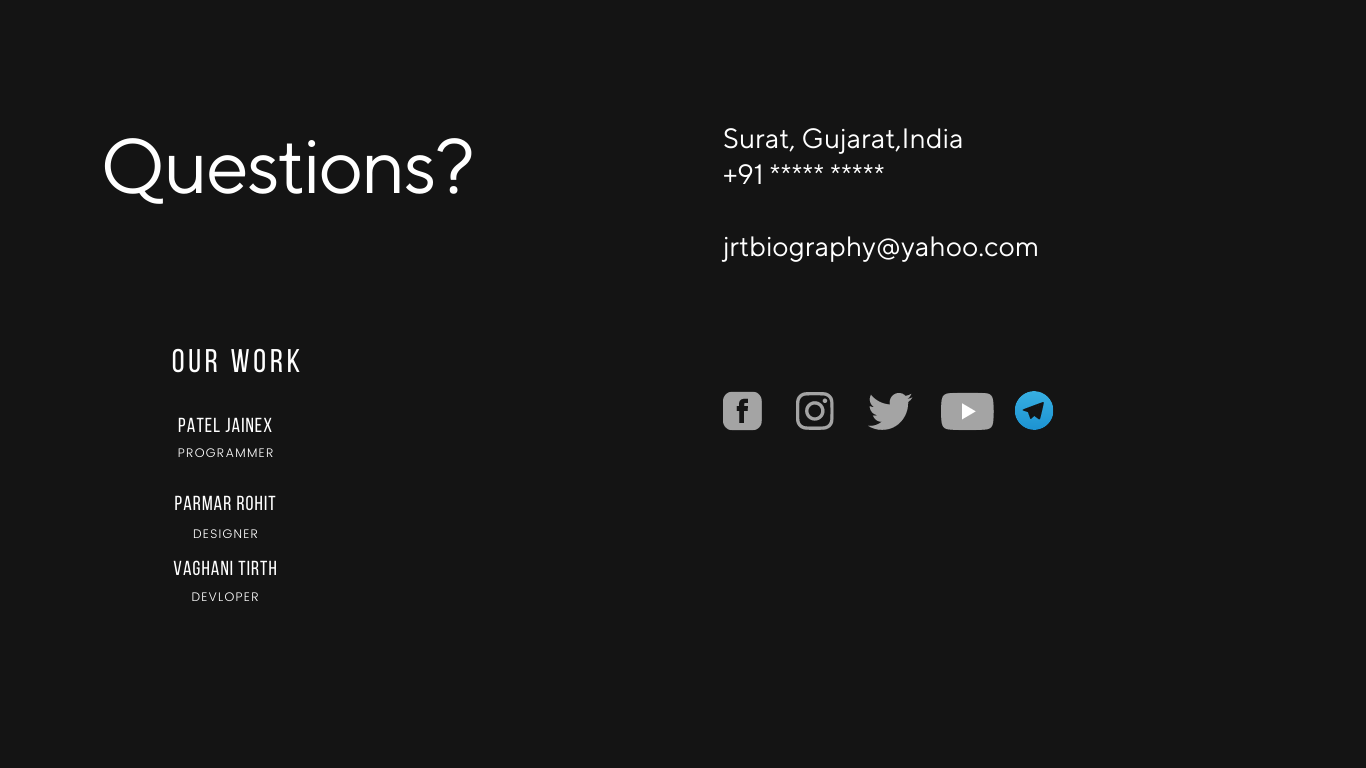 Questions?
Surat, Gujarat,India
+91 ***** *****
jrtbiography@yahoo.com
OUR WORK
PATEL JAINEX
PROGRAMMER
PARMAR ROHIT
DESIGNER
VAGHANI TIRTH
DEVLOPER